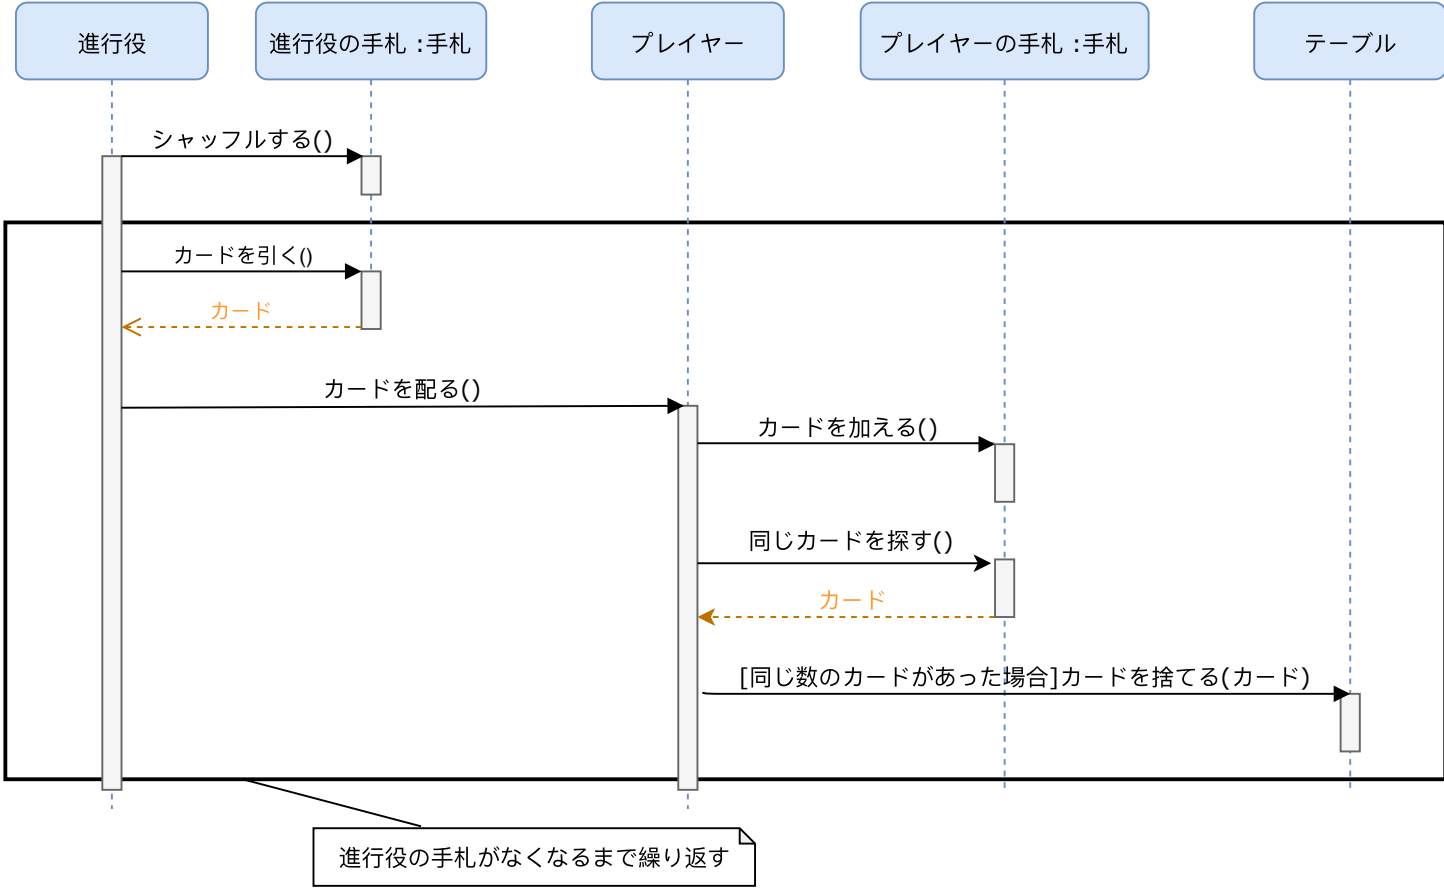 進行役
進行役の手札 :手札
プレイヤー
プレイヤーの手札 :手札
テーブル
シャッフルする()
カードを引く()
カード
カードを配る()
カードを加える()
同じカードを探す()
カード
[同じ数のカードがあった場合]カードを捨てる(カード)
進行役の手札がなくなるまで繰り返す